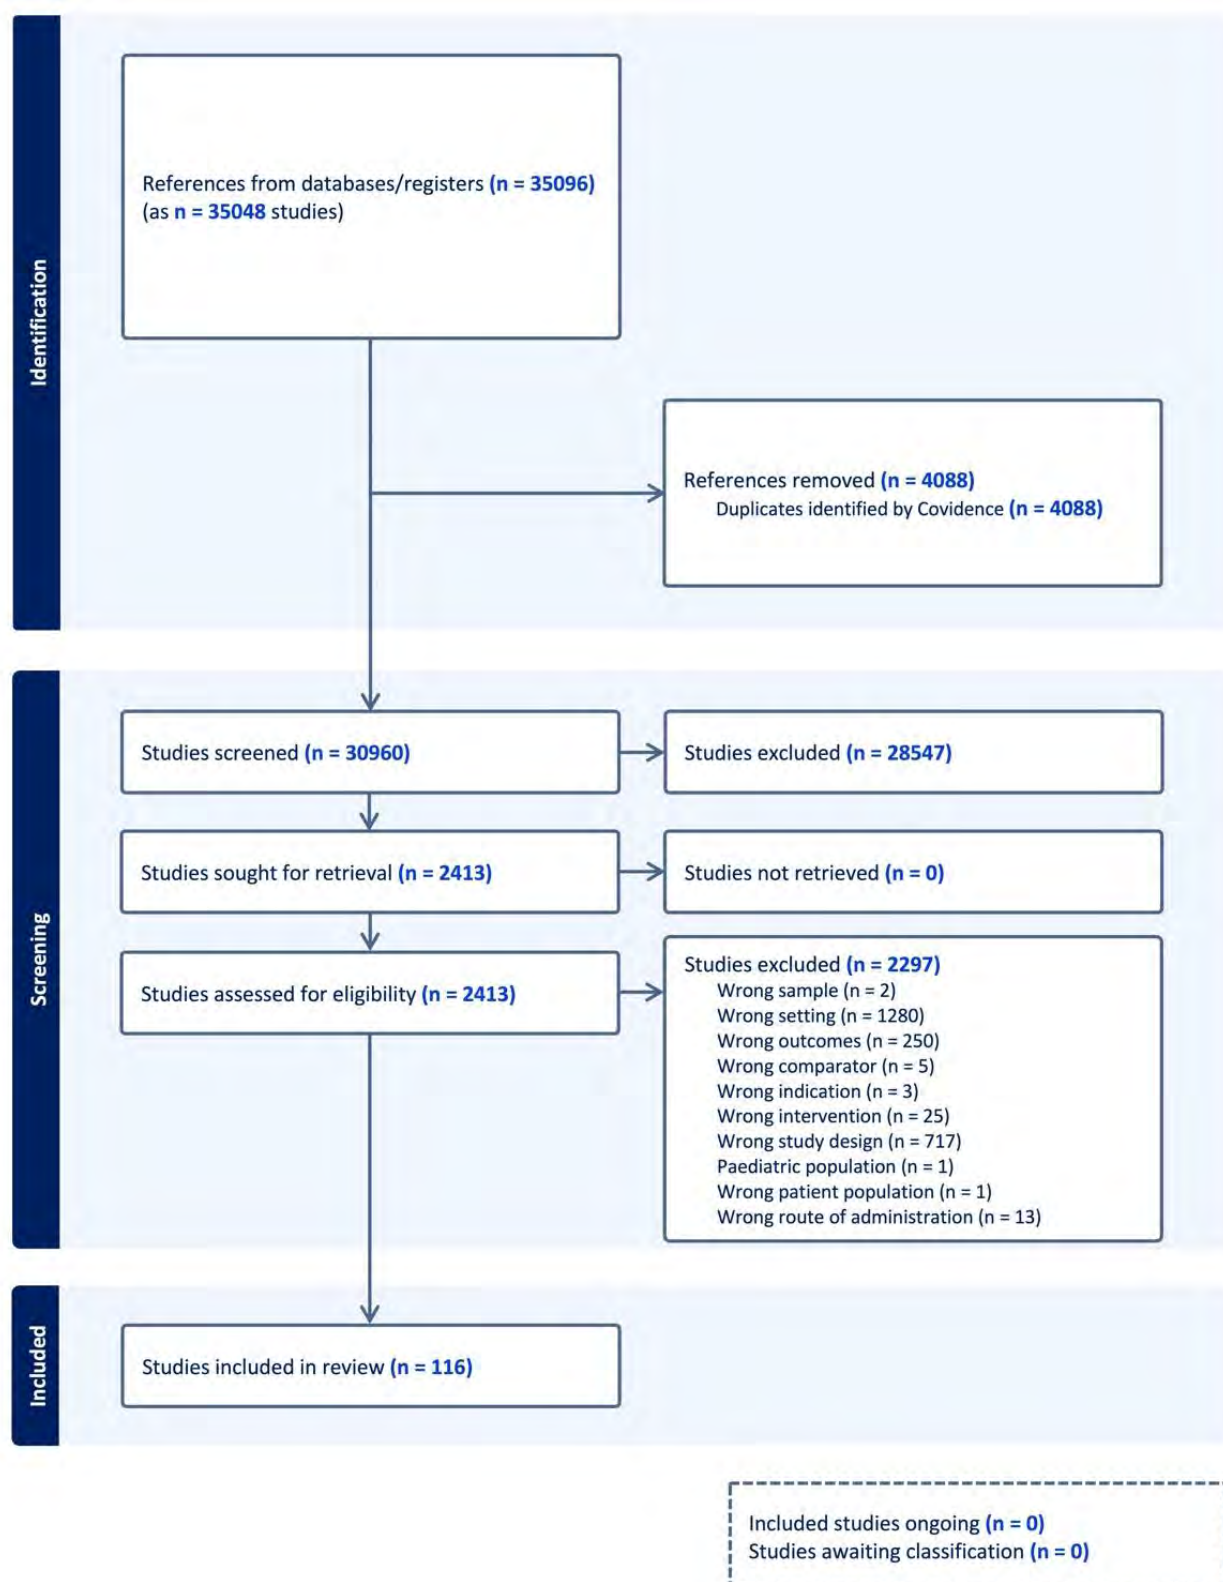 Identification
References from databases/registers (n = 35096)
(as n = 35048 studies)
References removed (n = 4088)
Duplicates identified by Covidence (n = 4088)
Screening
Studies screened (n = 30960)
Studies excluded (n = 28547)
Studies sought for retrieval (n = 2413)
Studies not retrieved (n = 0)
Studies assessed for eligibility (n = 2413)
Studies excluded (n = 2297)
Wrong sample (n = 2)
Wrong setting (n = 1280)
Wrong outcomes (n = 250)
Wrong comparator (n = 5)
Wrong indication (n = 3)
Wrong intervention (n = 25)
Wrong study design (n = 717)
Paediatric population (n = 1)
Wrong patient population (n = 1)
Wrong route of administration (n = 13)
Included
Studies included in review (n = 116)
Included studies ongoing (n = 0)
Studies awaiting classification (n = 0)